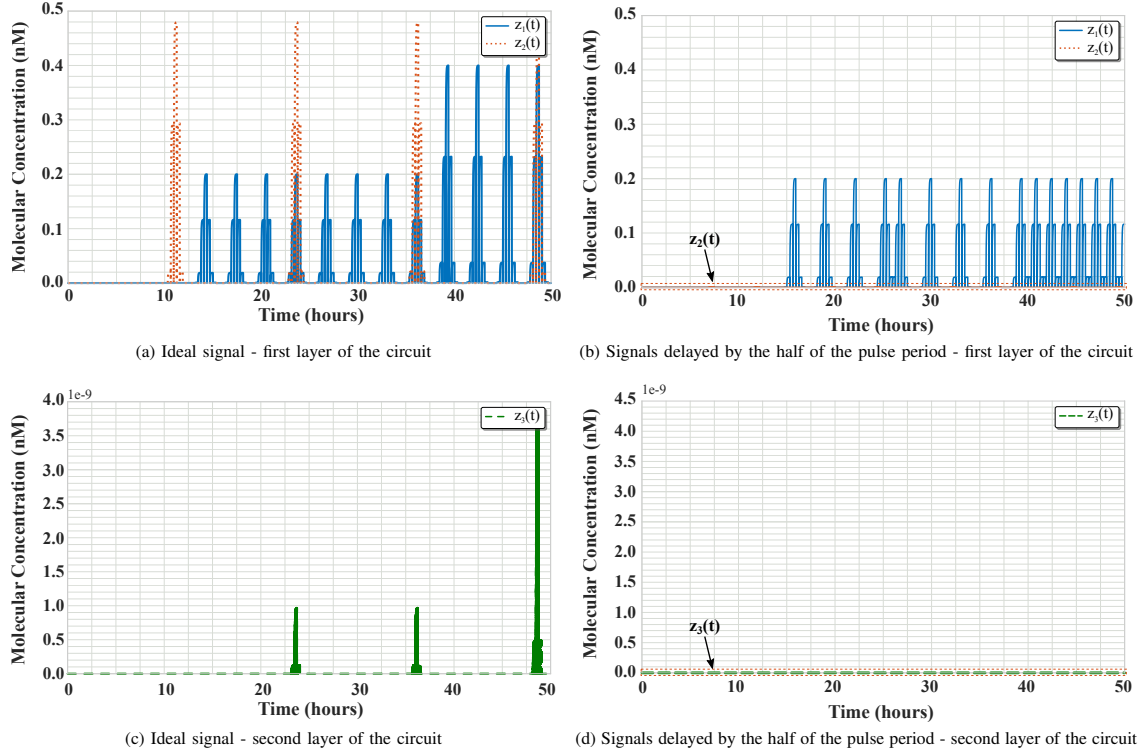 0.5
0.4
0.3
0.2
0.1
0.0
Molecular Concentration (nM)
z₁(t)
z₂(t)
0 10 20 30 40 50
Time (hours)
(a) Ideal signal - first layer of the circuit
0.5
0.4
0.3
0.2
0.1
0.0
Molecular Concentration (nM)
z₁(t)
z₂(t)
z₂(t)
0 10 20 30 40 50
Time (hours)
(b) Signals delayed by the half of the pulse period - first layer of the circuit
1e-9
4.0
3.5
3.0
2.5
2.0
1.5
1.0
0.5
0.0
Molecular Concentration (nM)
z₃(t)
0 10 20 30 40 50
Time (hours)
(c) Ideal signal - second layer of the circuit
1e-9
4.5
4.0
3.5
3.0
2.5
2.0
1.5
1.0
0.5
0.0
Molecular Concentration (nM)
z₃(t)
z₃(t)
0 10 20 30 40 50
Time (hours)
(d) Signals delayed by the half of the pulse period - second layer of the circuit